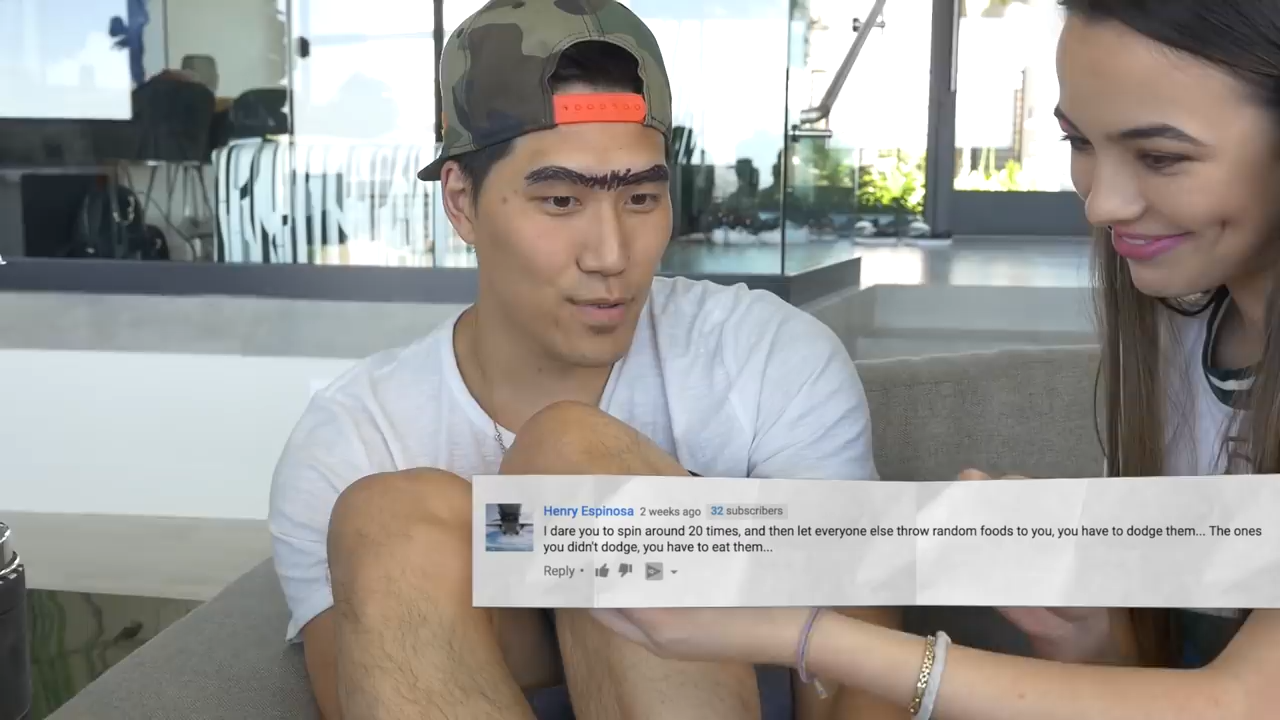 Henry Espinosa 2 weeks ago 32 subscribers
I dare you to spin around 20 times, and then let everyone else throw random foods to you, you have to dodge them... The ones
you didn't dodge, you have to eat them...
Reply •